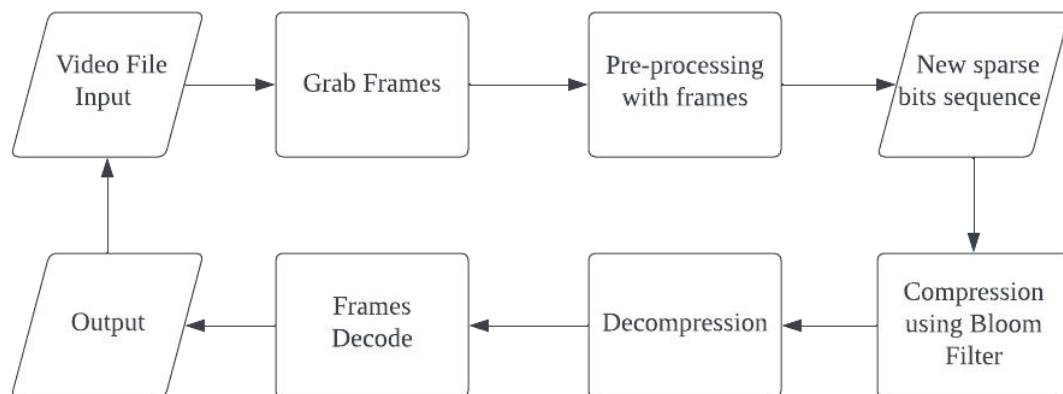 Video File
Input
Grab Frames
Pre-processing
with frames
New sparse
bits sequence
Compression
using Bloom
Filter
Decompression
Frames
Decode
Output